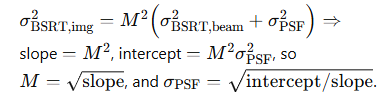 σ²_BSRT,img = M²(σ²_BSRT,beam + σ²_PSF) ⇒
slope = M², intercept = M²σ²_PSF, so
M = √slope, and σ_PSF = √(intercept/slope).